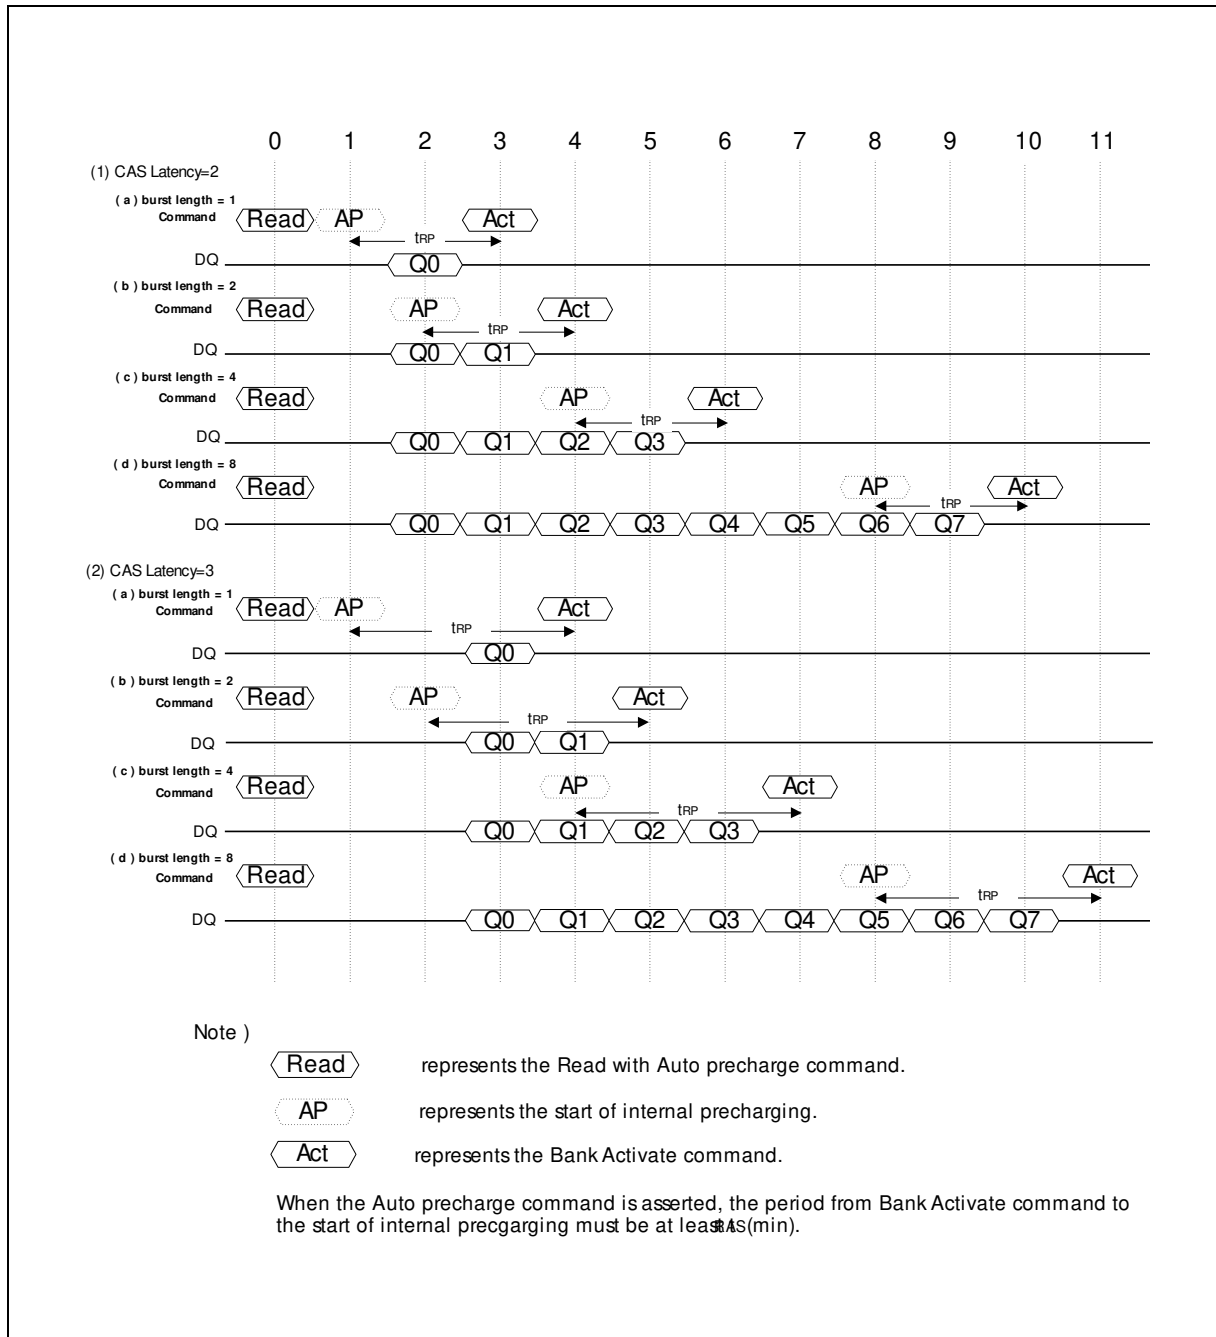 0 1 2 3 4 5 6 7 8 9 10 11
(1) CAS Latency=2
( a ) burst length = 1
Command Read AP Act
tRP
DQ Q0
( b ) burst length = 2
Command Read AP Act
tRP
DQ Q0 Q1
( c ) burst length = 4
Command Read AP Act
tRP
DQ Q0 Q1 Q2 Q3
( d ) burst length = 8
Command Read AP Act
tRP
DQ Q0 Q1 Q2 Q3 Q4 Q5 Q6 Q7
(2) CAS Latency=3
( a ) burst length = 1
Command Read AP Act
tRP
DQ Q0
( b ) burst length = 2
Command Read AP Act
tRP
DQ Q0 Q1
( c ) burst length = 4
Command Read AP Act
tRP
DQ Q0 Q1 Q2 Q3
( d ) burst length = 8
Command Read AP Act
tRP
DQ Q0 Q1 Q2 Q3 Q4 Q5 Q6 Q7
Note )
Read represents the Read with Auto precharge command.
AP represents the start of internal precharging.
Act represents the Bank Activate command.
When the Auto precharge command is asserted, the period from Bank Activate command to
the start of internal precgarging must be at least tRAS(min).